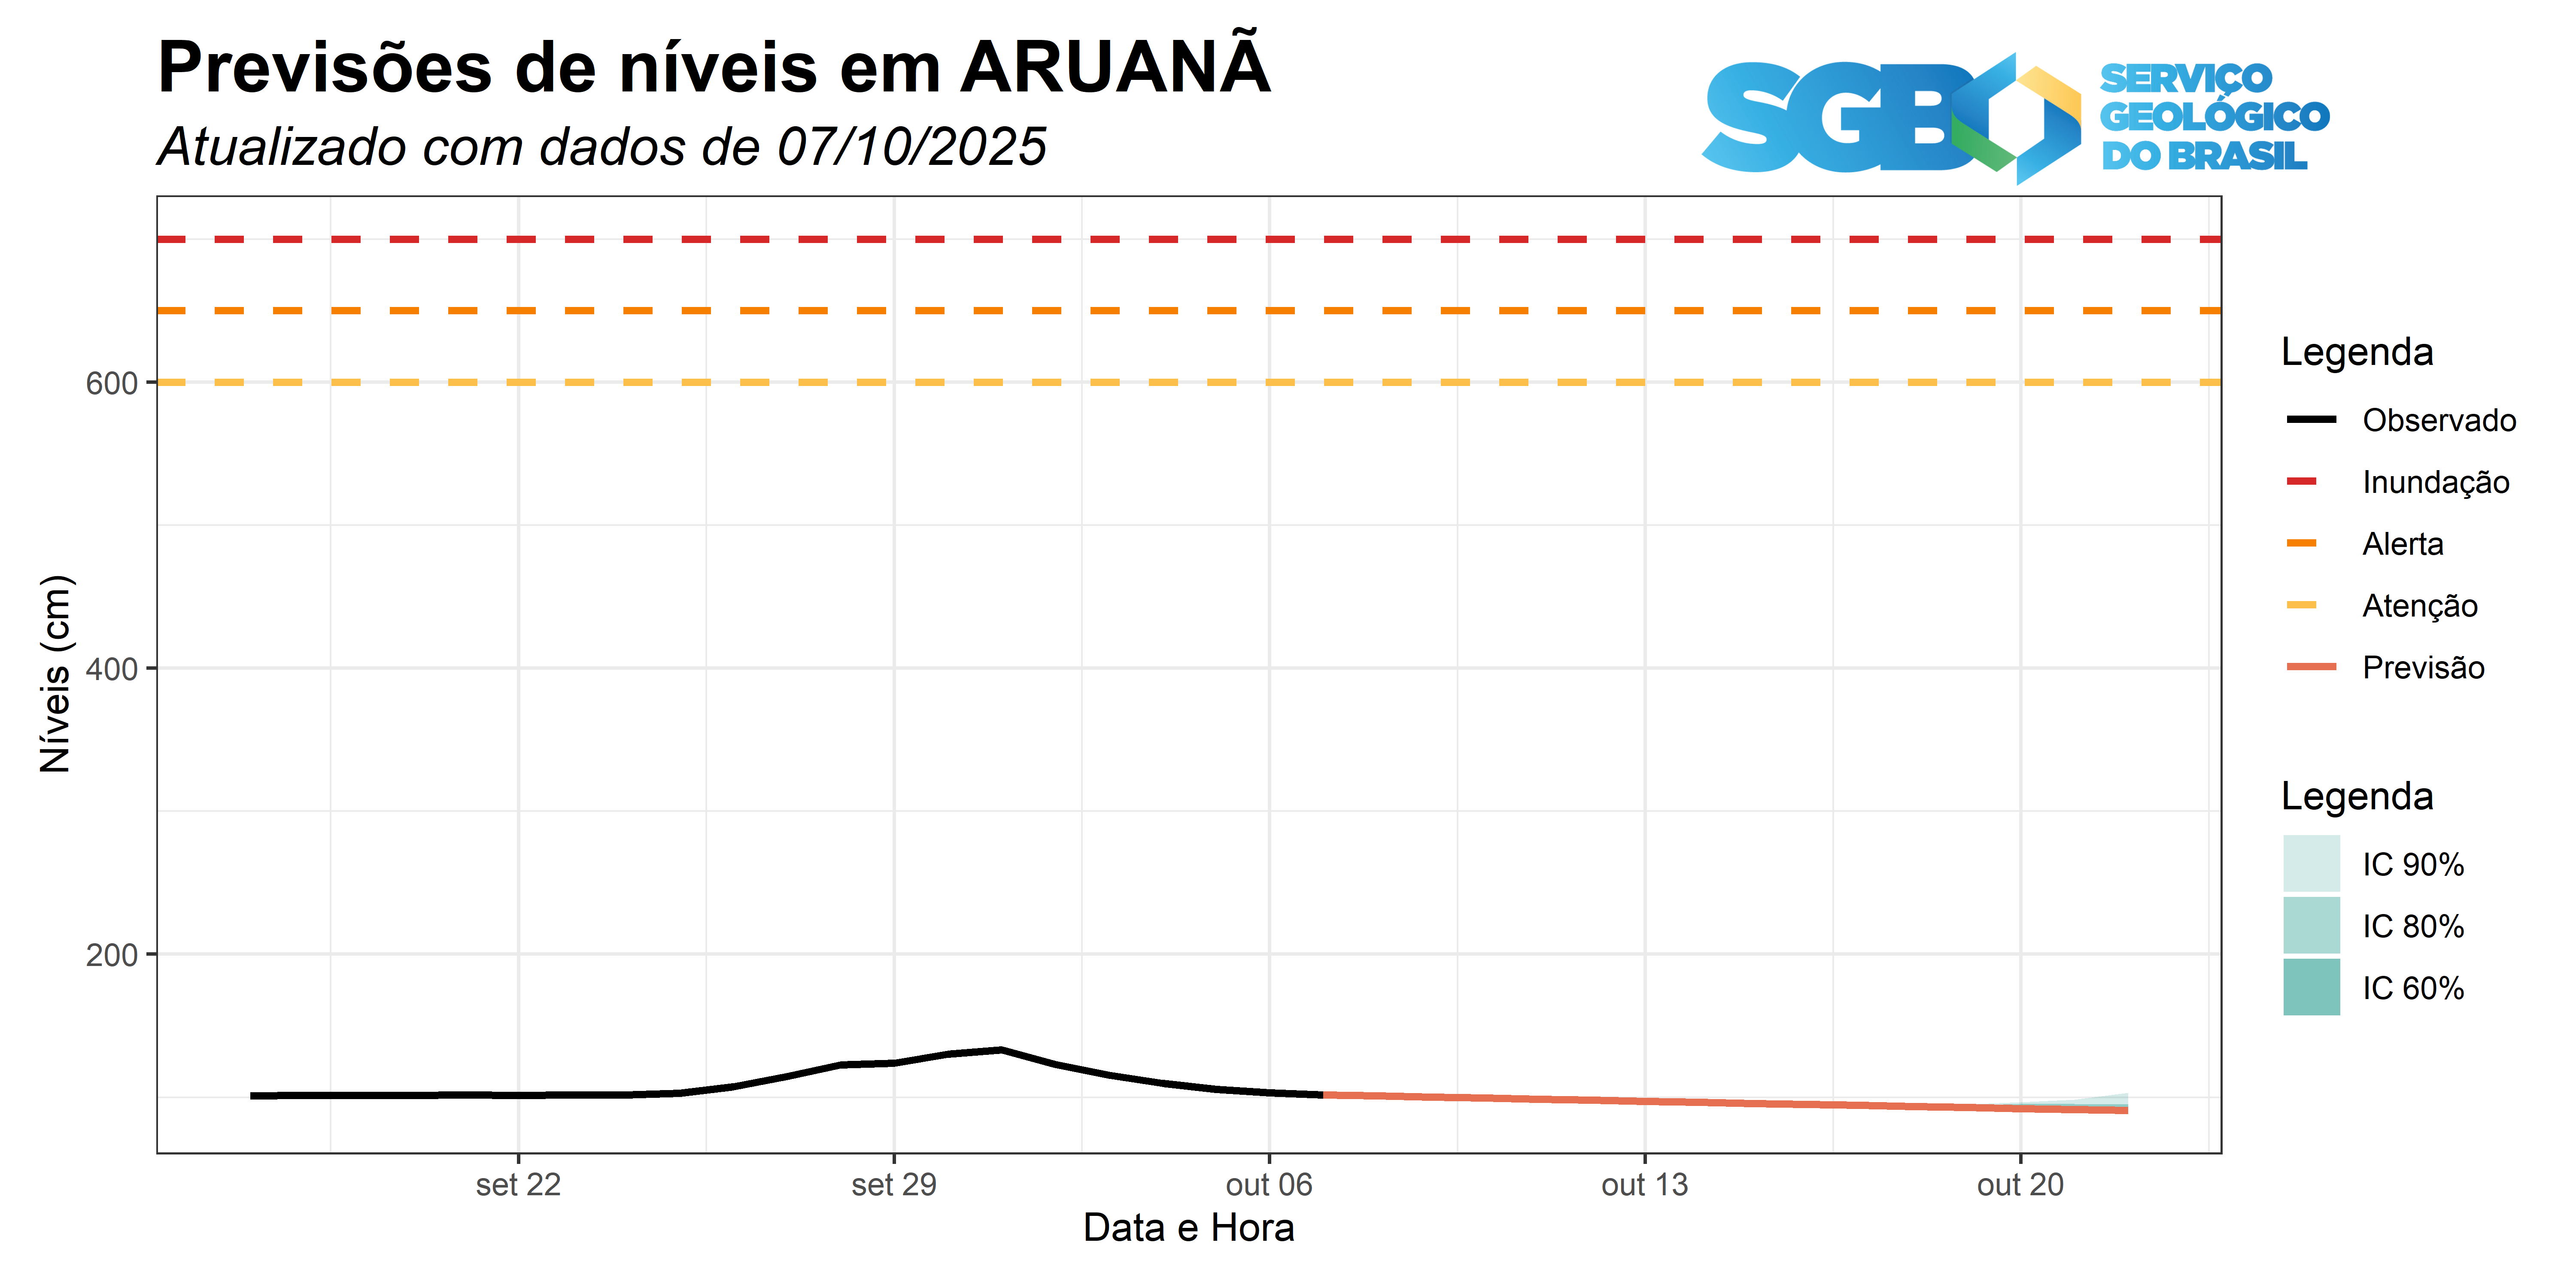 Previsões de níveis em ARUANÃ
Atualizado com dados de 07/10/2025
SGB
SERVIÇO
GEOLÓGICO
DO BRASIL
Níveis (cm)
600
400
200
set 22
set 29
out 06
out 13
out 20
Data e Hora
Legenda
Observado
Inundação
Alerta
Atenção
Previsão
Legenda
IC 90%
IC 80%
IC 60%